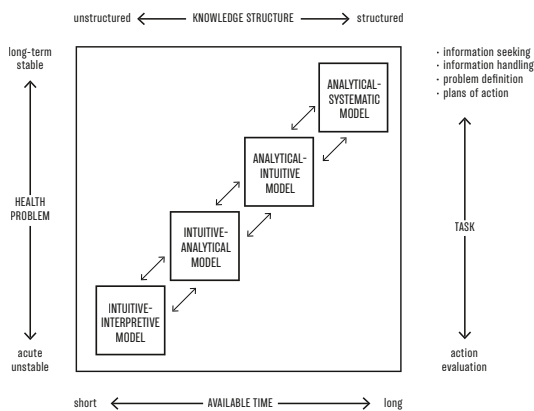 unstructured KNOWLEDGE STRUCTURE structured
long-term
stable
· information seeking
· information handling
· problem definition
· plans of action
ANALYTICAL-
SYSTEMATIC
MODEL
ANALYTICAL-
INTUITIVE
MODEL
HEALTH
PROBLEM
TASK
INTUITIVE-
ANALYTICAL
MODEL
INTUITIVE-
INTERPRETIVE
MODEL
acute
unstable
action
evaluation
short AVAILABLE TIME long